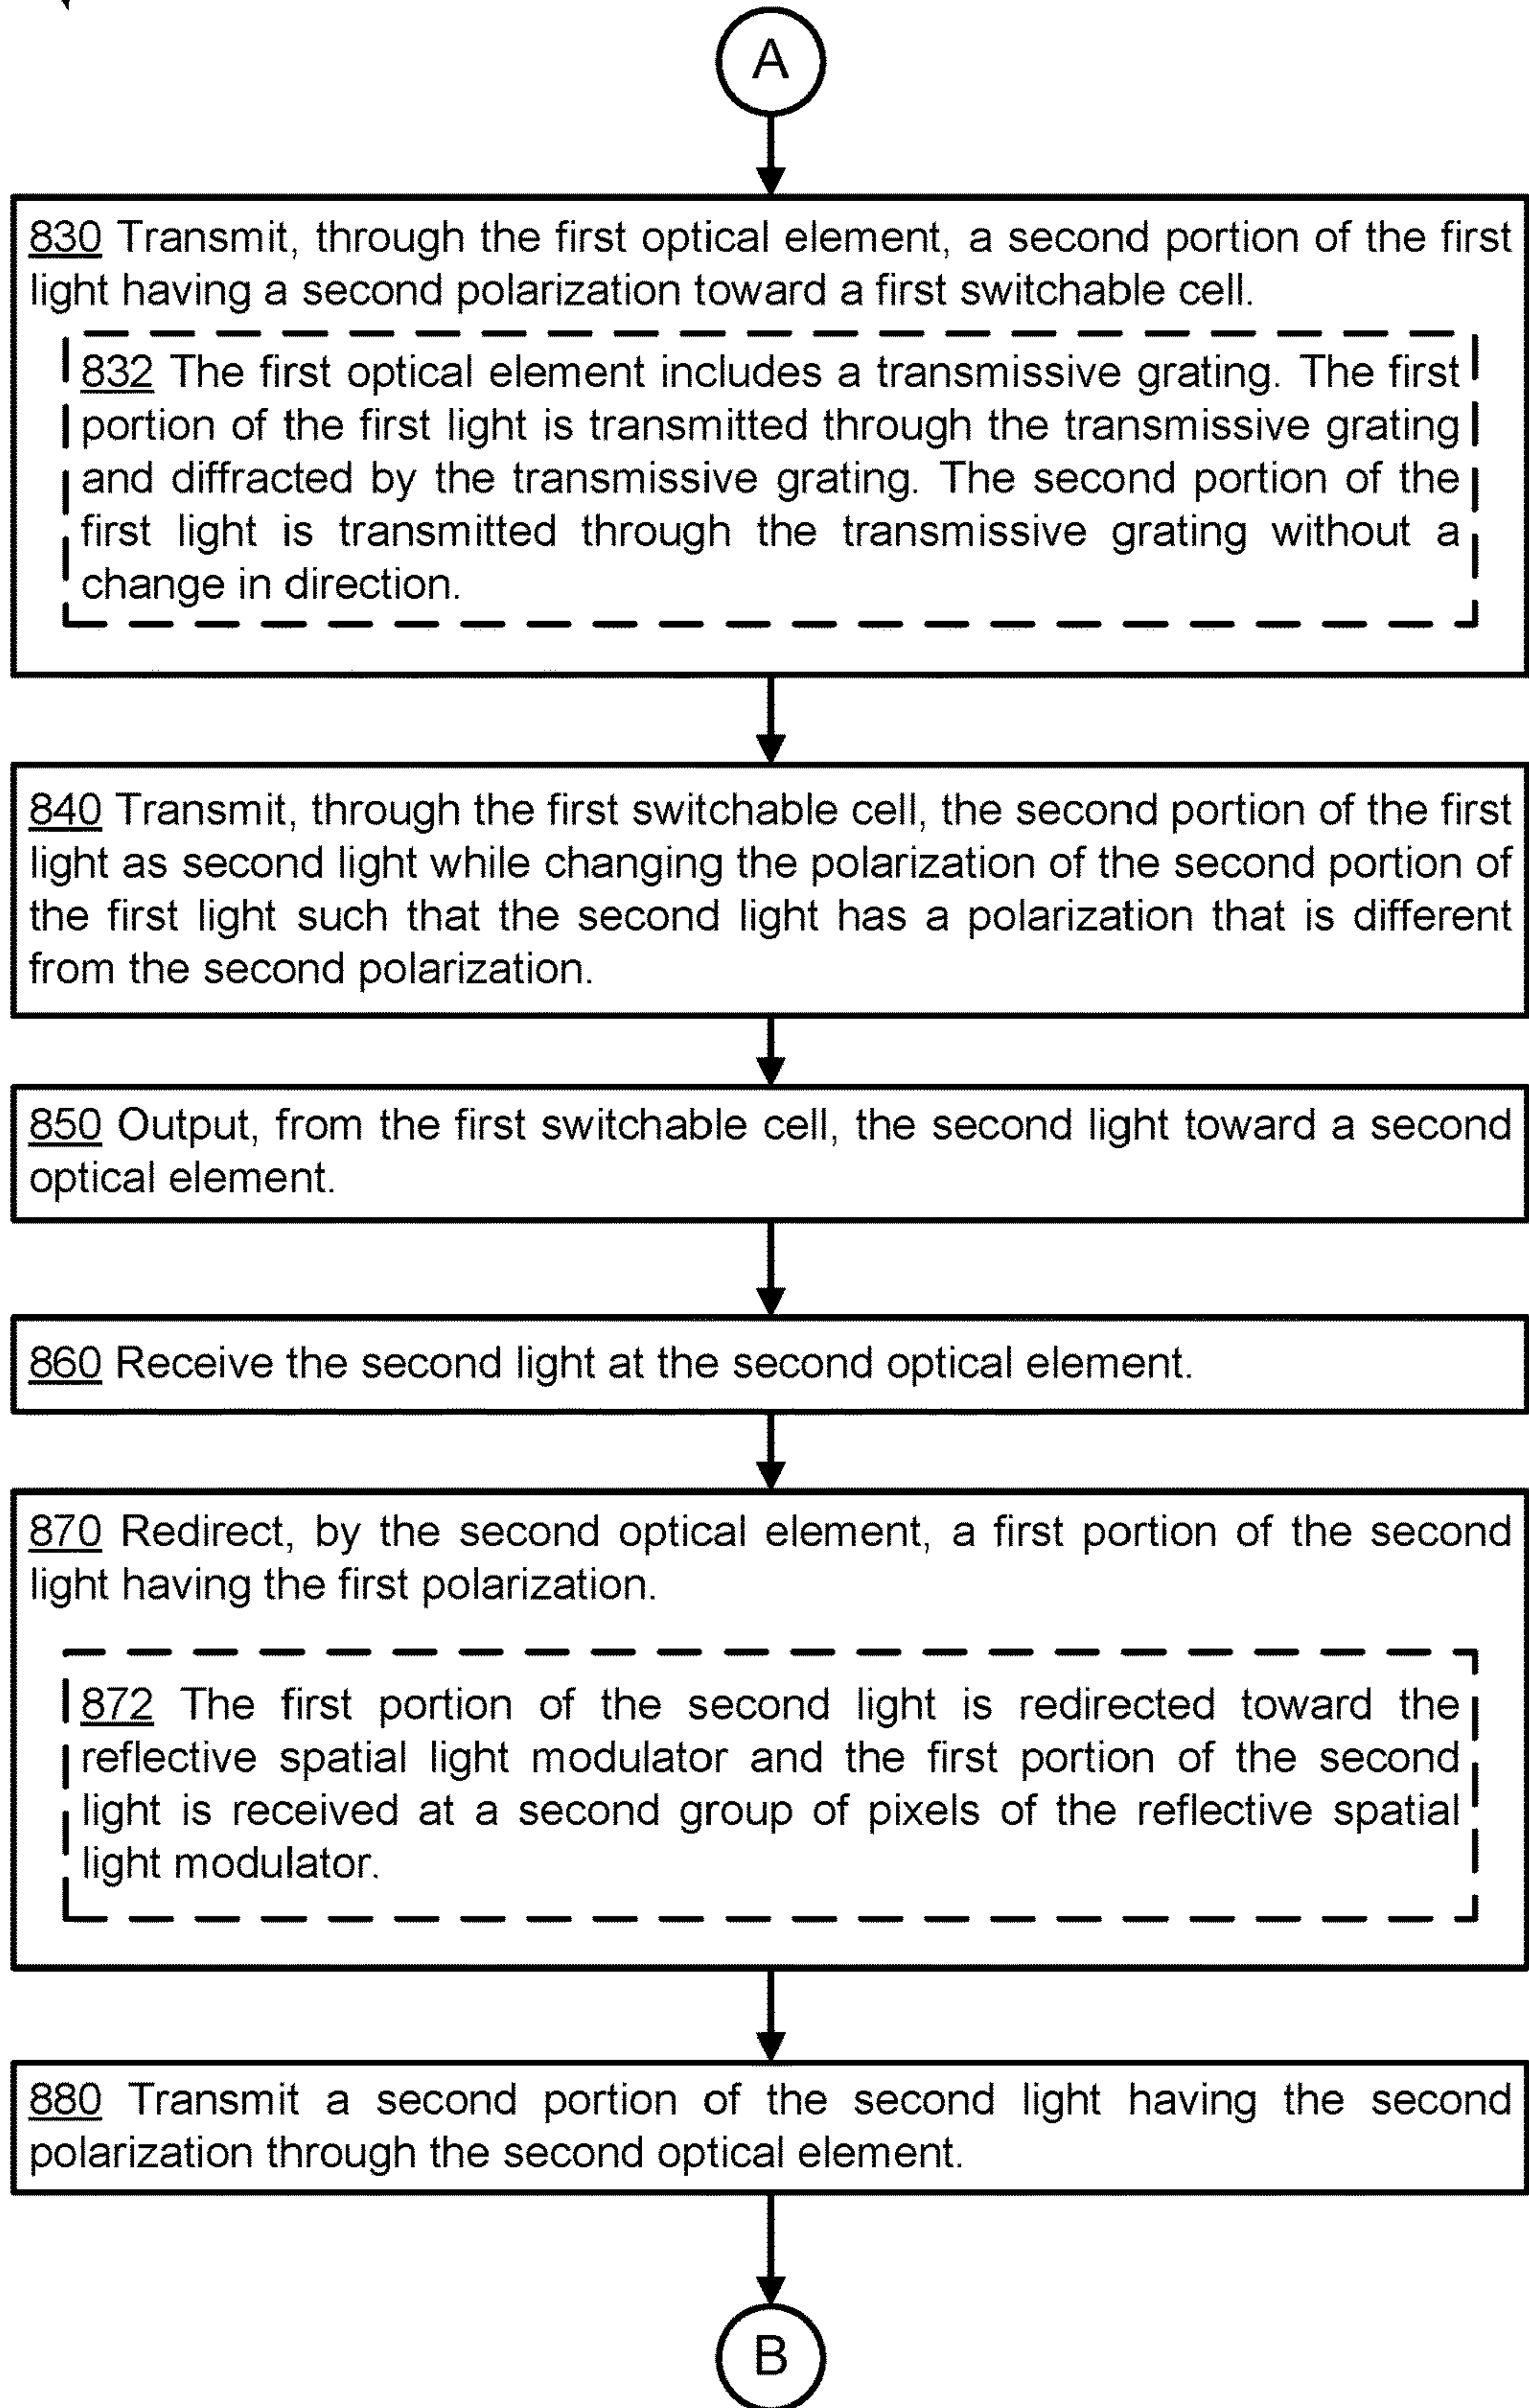 A
830 Transmit, through the first optical element, a second portion of the first
light having a second polarization toward a first switchable cell.
832 The first optical element includes a transmissive grating. The first
portion of the first light is transmitted through the transmissive grating
and diffracted by the transmissive grating. The second portion of the
first light is transmitted through the transmissive grating without a
change in direction.
840 Transmit, through the first switchable cell, the second portion of the first
light as second light while changing the polarization of the second portion of
the first light such that the second light has a polarization that is different
from the second polarization.
850 Output, from the first switchable cell, the second light toward a second
optical element.
860 Receive the second light at the second optical element.
870 Redirect, by the second optical element, a first portion of the second
light having the first polarization.
872 The first portion of the second light is redirected toward the
reflective spatial light modulator and the first portion of the second
light is received at a second group of pixels of the reflective spatial
light modulator.
880 Transmit a second portion of the second light having the second
polarization through the second optical element.
B